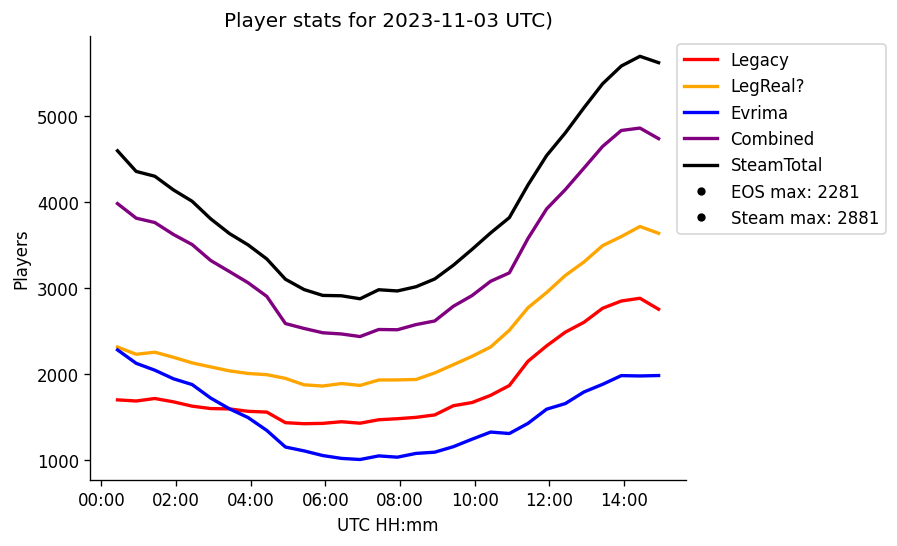 Player stats for 2023-11-03 UTC)
Legacy
LegReal?
Evrima
Combined
SteamTotal
EOS max: 2281
Steam max: 2881
Players
5000
4000
3000
2000
1000
00:00 02:00 04:00 06:00 08:00 10:00 12:00 14:00
UTC HH:mm